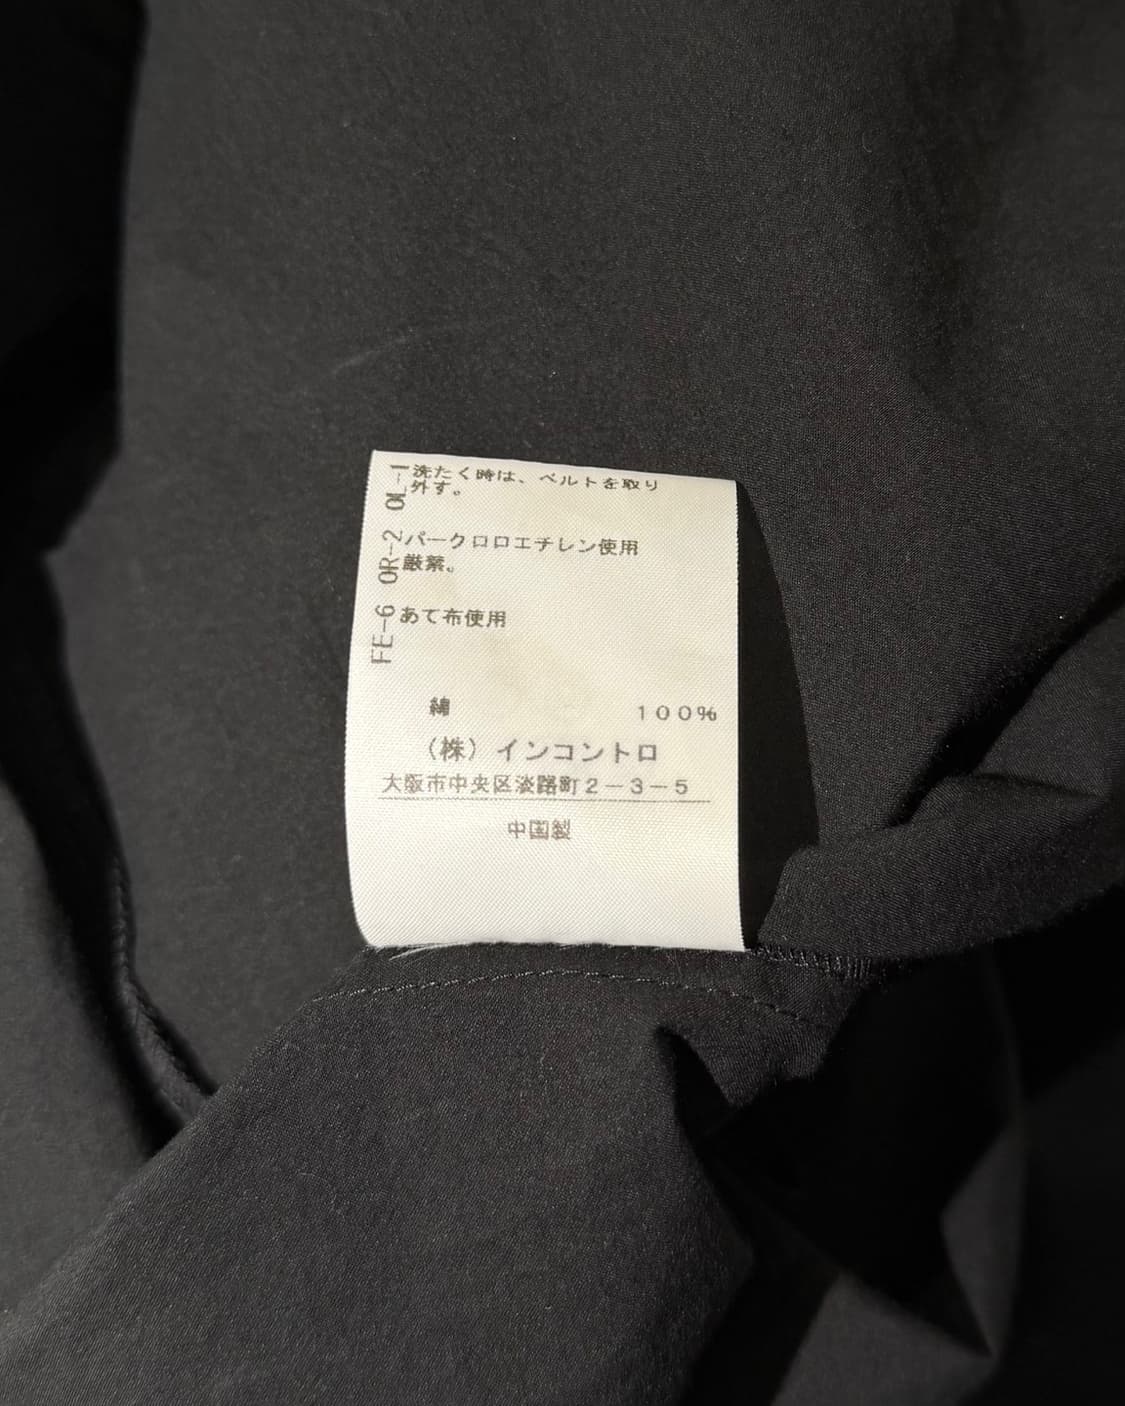 洗たく時は、ベルトを取り
外す。
パークロロエチレン使用
厳禁。
あて布使用
FE-6 OR-2 OL-1
綿 100%
(株)インコントロ
大阪市中央区淡路町2-3-5
中国製